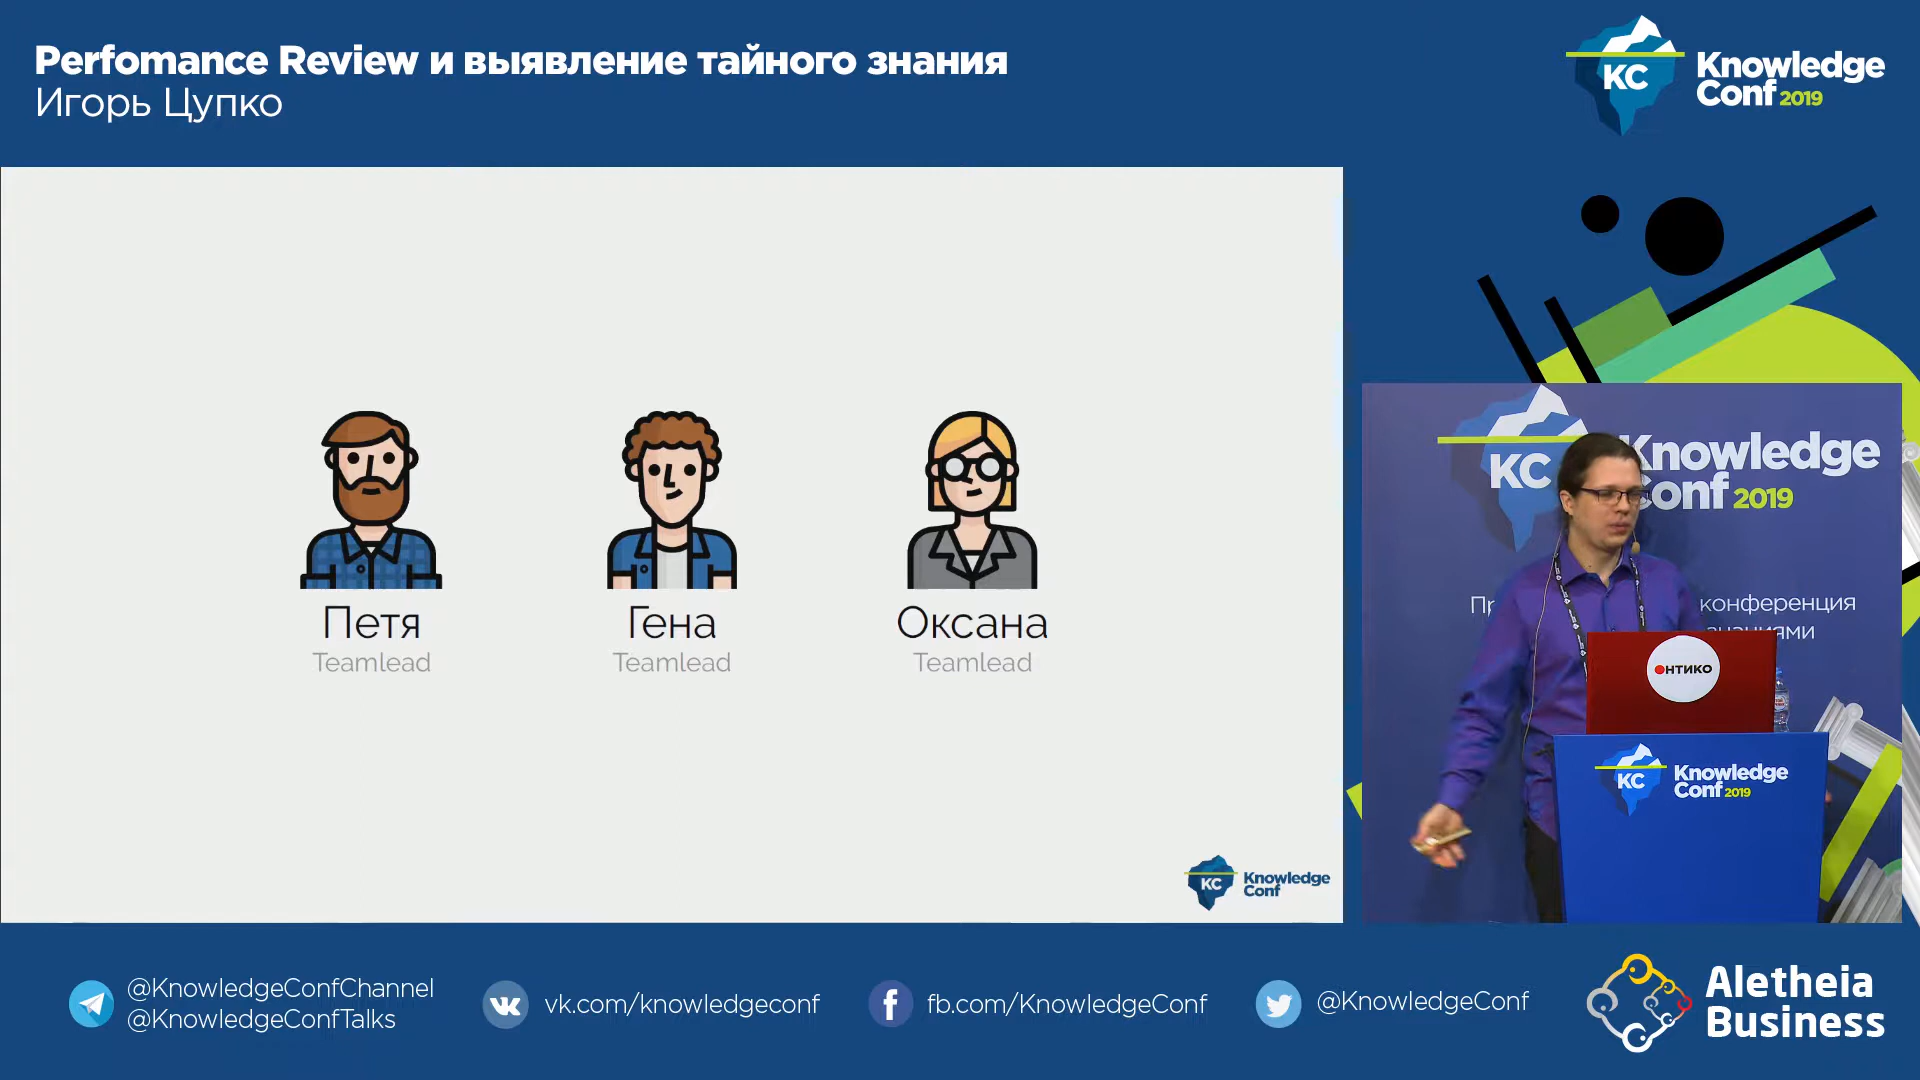 Perfomance Review и выявление тайного знания
Игорь Цупко
KC
Knowledge
Conf 2019
Петя
Teamlead
Гена
Teamlead
Оксана
Teamlead
KC
Knowledge
Conf
KC
Knowledge
Conf 2019
конференция
ОНТИКО
KC
Knowledge
Conf 2019
@KnowledgeConfChannel
@KnowledgeConfTalks
vk.com/knowledgeconf
fb.com/KnowledgeConf
@KnowledgeConf
Aletheia
Business